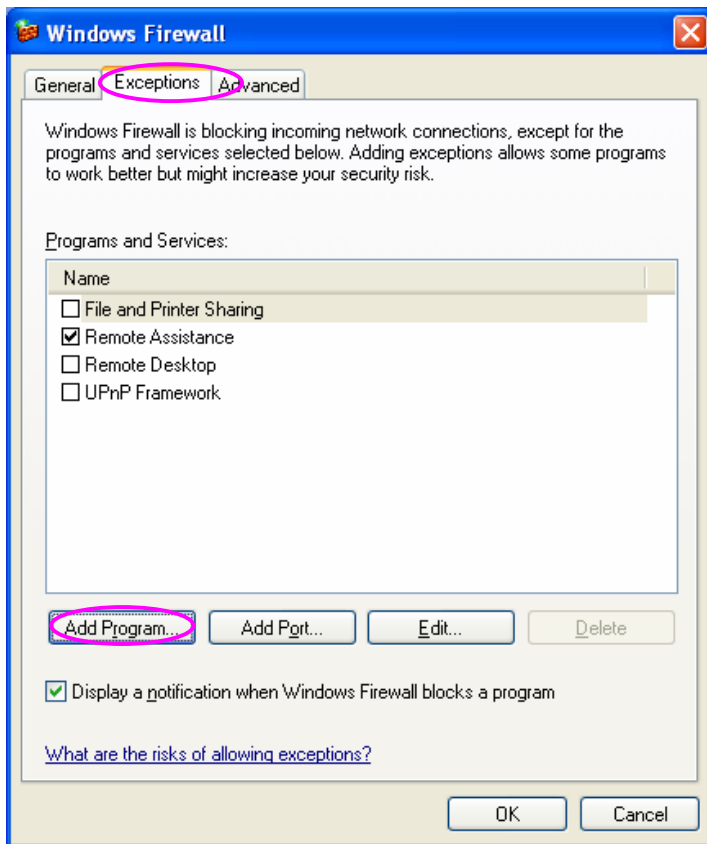 Windows Firewall
General Exceptions Advanced
Windows Firewall is blocking incoming network connections, except for the
programs and services selected below. Adding exceptions allows some programs
to work better but might increase your security risk.
Programs and Services:
Name
File and Printer Sharing
Remote Assistance
Remote Desktop
UPnP Framework
Add Program... Add Port... Edit... Delete
Display a notification when Windows Firewall blocks a program
What are the risks of allowing exceptions?
OK Cancel